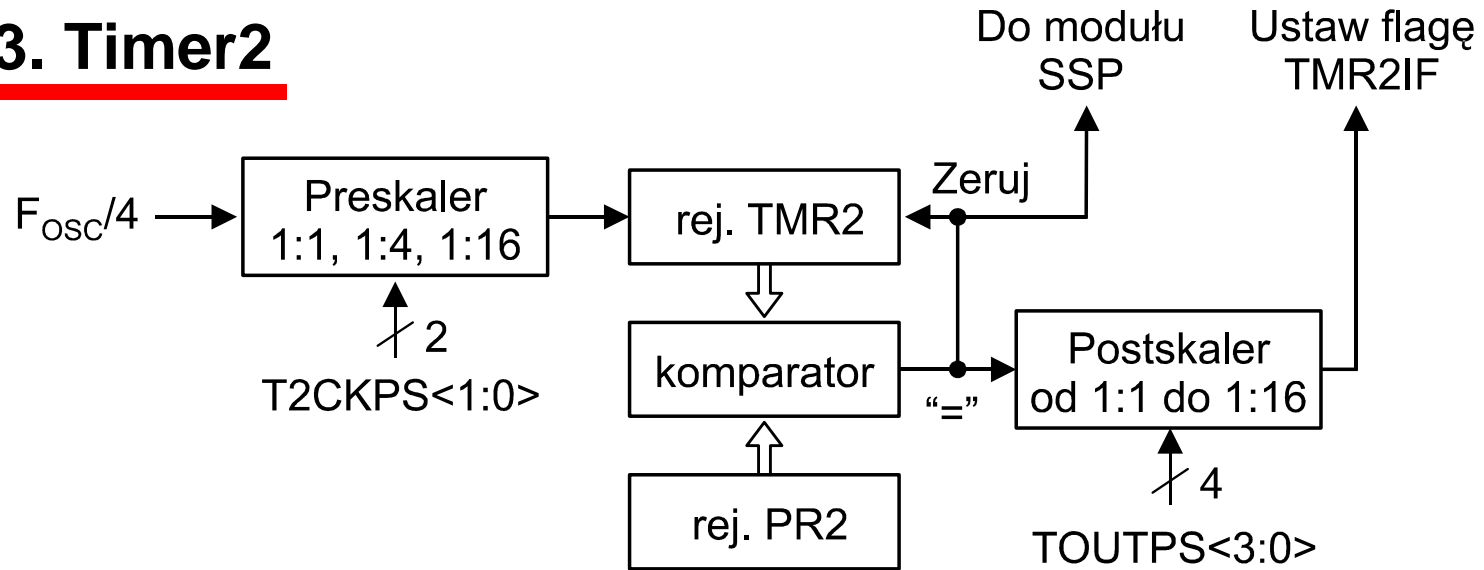 3. Timer2
Do modułu
SSP
Ustaw flagę
TMR2IF
F_OSC/4
Preskaler
1:1, 1:4, 1:16
2
T2CKPS<1:0>
rej. TMR2
Zeruj
komparator
“=”
rej. PR2
Postskaler
od 1:1 do 1:16
4
TOUTPS<3:0>